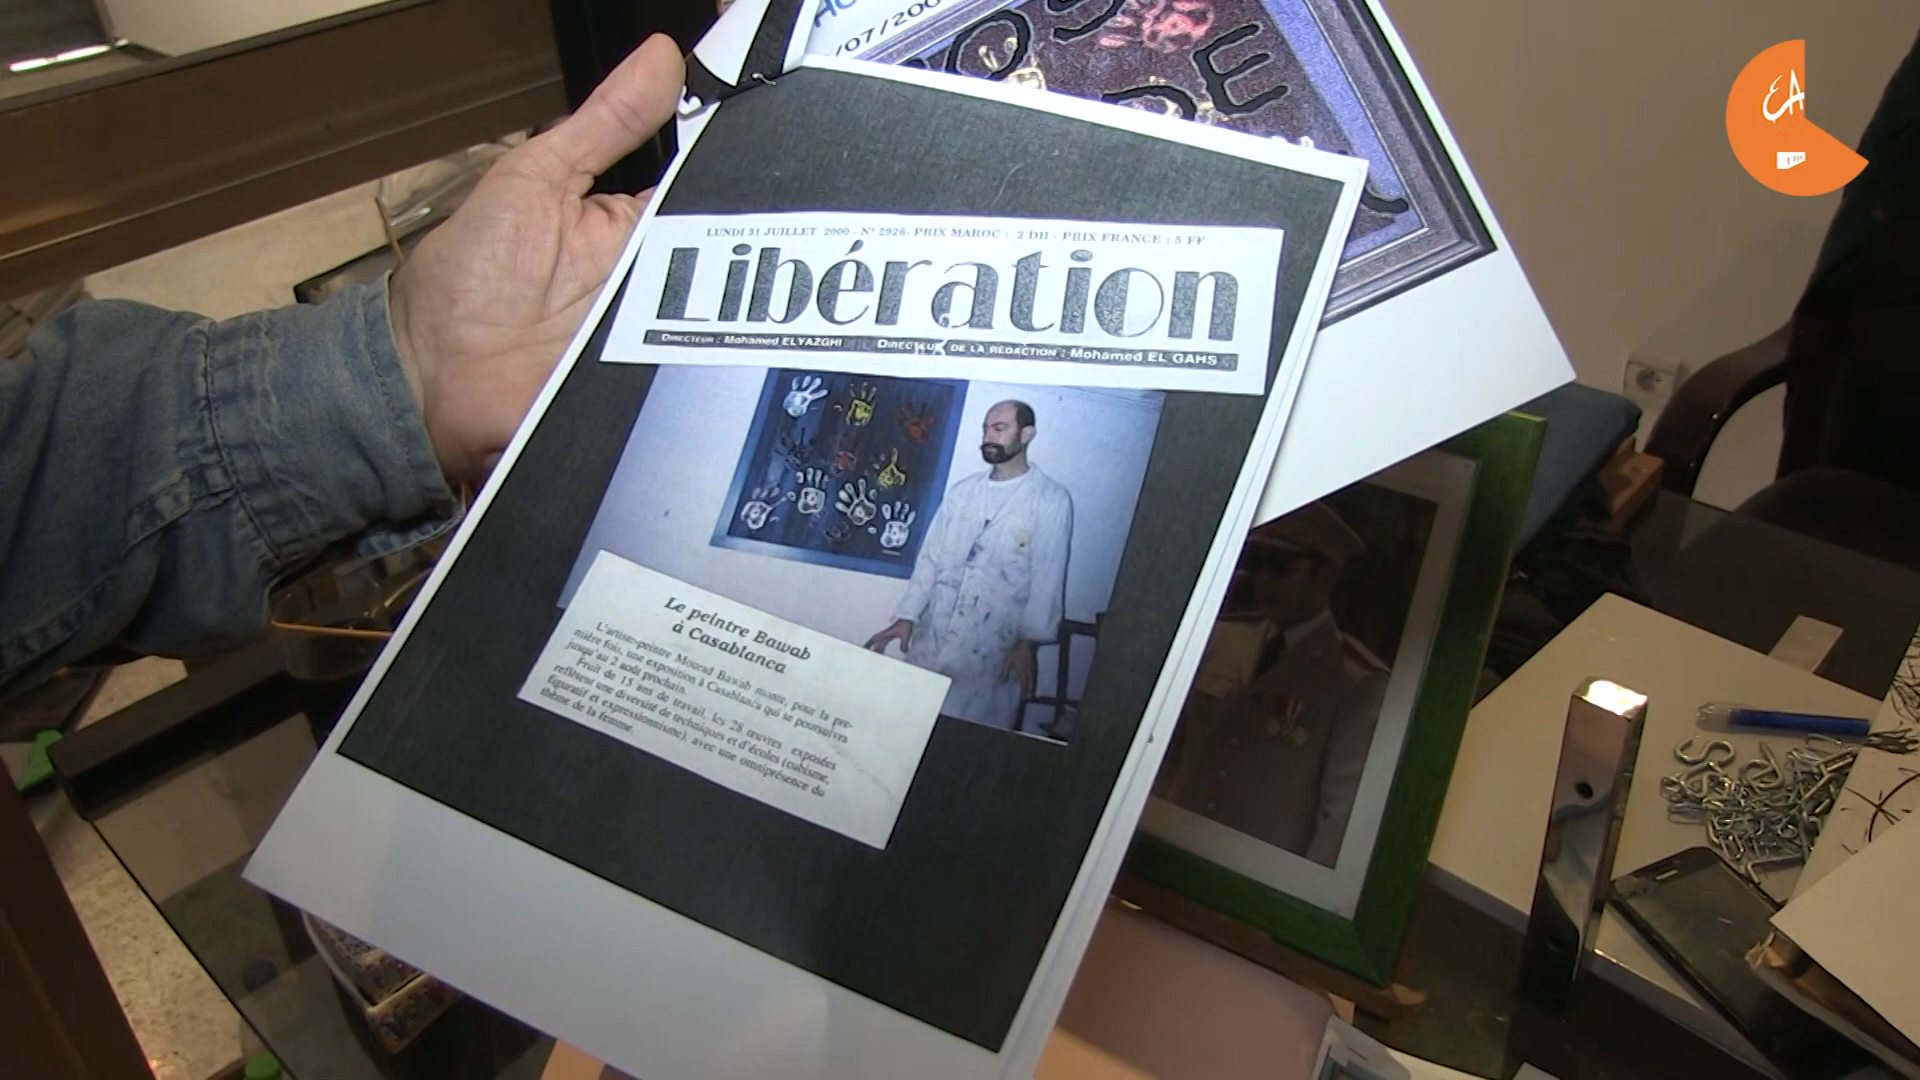 /07/200
LUNDI 31 JUILLET 2000 - N° 2926- PRIX MAROC : 2 DH - PRIX FRANCE : 5 FF
Libération
DIRECTEUR : Mohamed ELYAZGHI DIRECTEUR DE LA REDACTION : Mohamed EL GAHS
Le peintre Bawab
à Casablanca
L'artiste-peintre Mourad Bawab monte, pour la pre-
mière fois, une exposition à Casablanca qui se poursuivra
jusqu'au 2 août prochain.
Fruit de 15 ans de travail, les 28 œuvres exposées
reflètent une diversité de techniques et d'écoles (cubisme,
figuratif et expressionnisme), avec une omniprésence du
thème de la femme.
EA